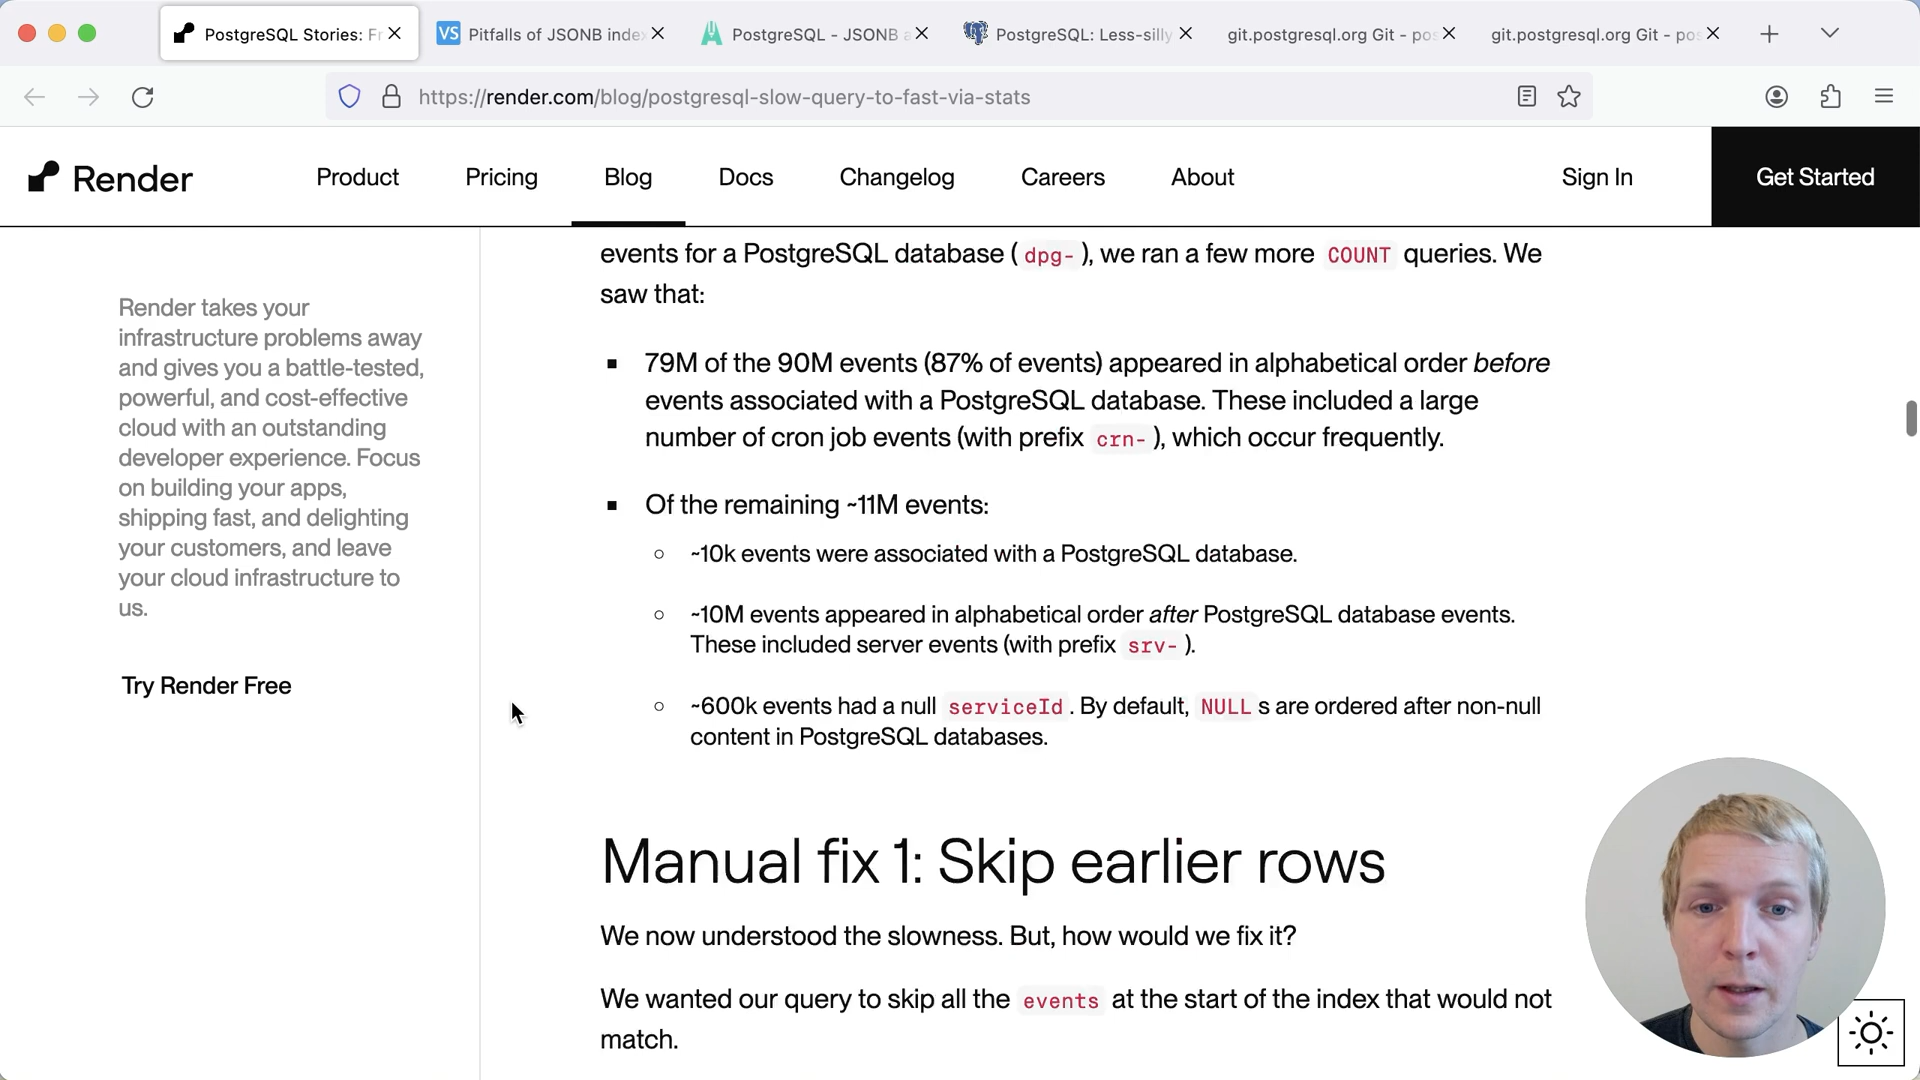 PostgreSQL Stories: Fr
Pitfalls of JSONB inde
PostgreSQL - JSONB a
PostgreSQL: Less-silly
git.postgresql.org Git - pos
git.postgresql.org Git - pos
https://render.com/blog/postgresql-slow-query-to-fast-via-stats
Render
Product
Pricing
Blog
Docs
Changelog
Careers
About
Sign In
Get Started
Render takes your
infrastructure problems away
and gives you a battle-tested,
powerful, and cost-effective
cloud with an outstanding
developer experience. Focus
on building your apps,
shipping fast, and delighting
your customers, and leave
your cloud infrastructure to
us.
Try Render Free
events for a PostgreSQL database ( dpg- ), we ran a few more COUNT queries. We
saw that:
79M of the 90M events (87% of events) appeared in alphabetical order before
events associated with a PostgreSQL database. These included a large
number of cron job events (with prefix crn- ), which occur frequently.
Of the remaining ~11M events:
~10k events were associated with a PostgreSQL database.
~10M events appeared in alphabetical order after PostgreSQL database events.
These included server events (with prefix srv- ).
~600k events had a null serviceId . By default, NULL s are ordered after non-null
content in PostgreSQL databases.
Manual fix 1: Skip earlier rows
We now understood the slowness. But, how would we fix it?
We wanted our query to skip all the events at the start of the index that would not
match.